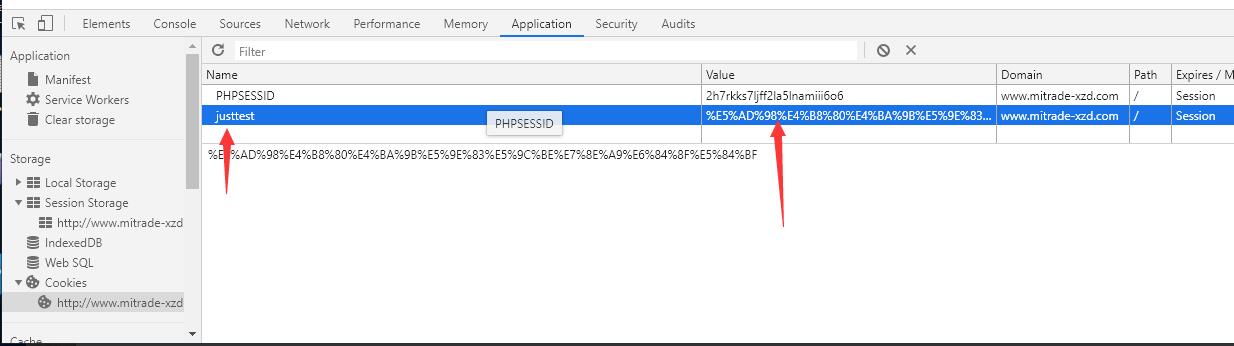 Elements Console Sources Network Performance Memory Application Security Audits
Application
Manifest
Service Workers
Clear storage
Storage
Local Storage
Session Storage
http://www.mitrade-xzd
IndexedDB
Web SQL
Cookies
http://www.mitrade-xzd
Cache
Filter
Name Value Domain Path Expires / M
PHPSESSID 2h7rkks7ljff2la5lnamiii6o6 www.mitrade-xzd.com / Session
justtest %E5%AD%98%E4%B8%80%E4%BA%9B%E5%9E%83... www.mitrade-xzd.com / Session
PHPSESSID
%E5%AD%98%E4%B8%80%E4%BA%9B%E5%9E%83%E5%9C%BE%E7%8E%A9%E6%84%8F%E5%84%BF